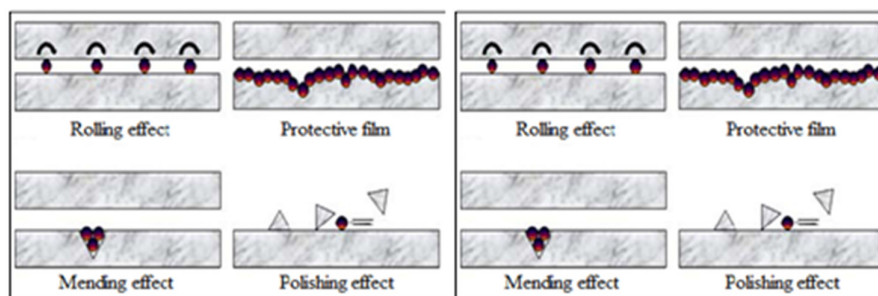 Rolling effect Protective film Rolling effect Protective film
Mending effect Polishing effect Mending effect Polishing effect